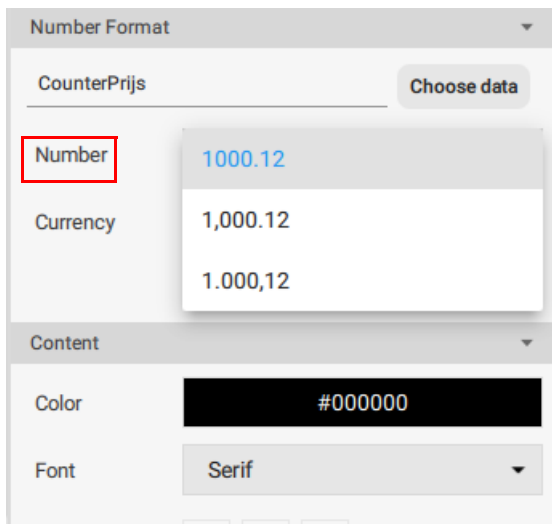 Number Format
CounterPrijs
Choose data
Number
1000.12
1,000.12
Currency
1.000,12
Content
Color
#000000
Font
Serif